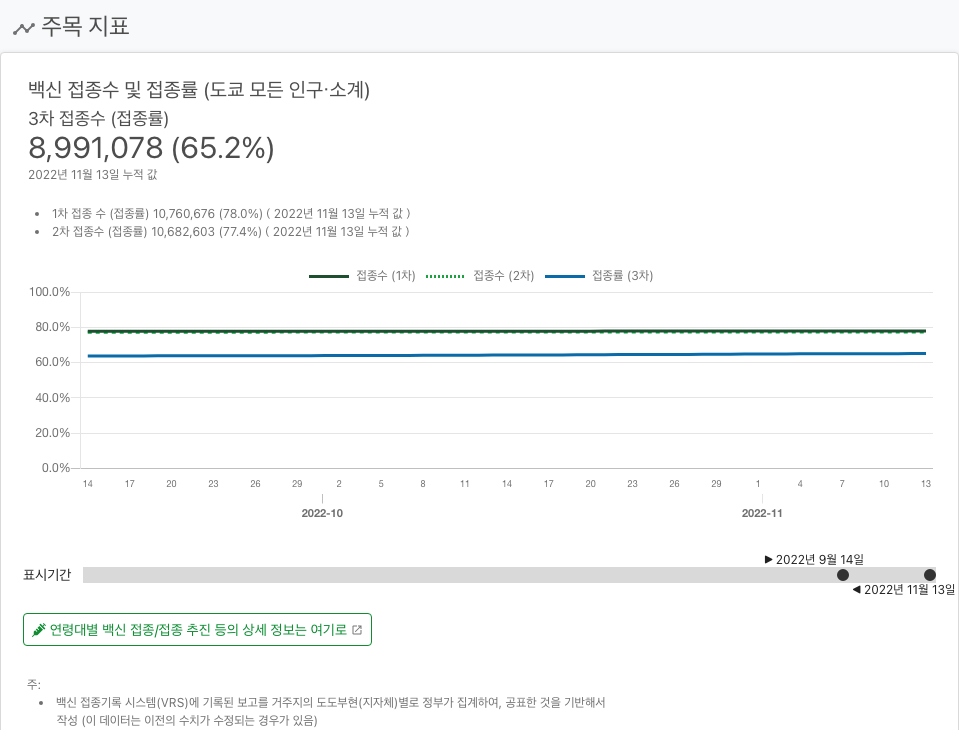 주목 지표
백신 접종수 및 접종률 (도쿄 모든 인구·소계)
3차 접종수 (접종률)
8,991,078 (65.2%)
2022년 11월 13일 누적 값
• 1차 접종 수 (접종률) 10,760,676 (78.0%) ( 2022년 11월 13일 누적 값 )
• 2차 접종수 (접종률) 10,682,603 (77.4%) ( 2022년 11월 13일 누적 값 )
접종수 (1차) 접종수 (2차) 접종률 (3차)
100.0%
80.0%
60.0%
40.0%
20.0%
0.0%
14 17 20 23 26 29 2 5 8 11 14 17 20 23 26 29 1 4 7 10 13
2022-10 2022-11
▶ 2022년 9월 14일
표시기간
◀ 2022년 11월 13일
연령대별 백신 접종/접종 추진 등의 상세 정보는 여기로
주:
• 백신 접종기록 시스템(VRS)에 기록된 보고를 거주지의 도도부현(지자체)별로 정부가 집계하여, 공표한 것을 기반해서
작성 (이 데이터는 이전의 수치가 수정되는 경우가 있음)